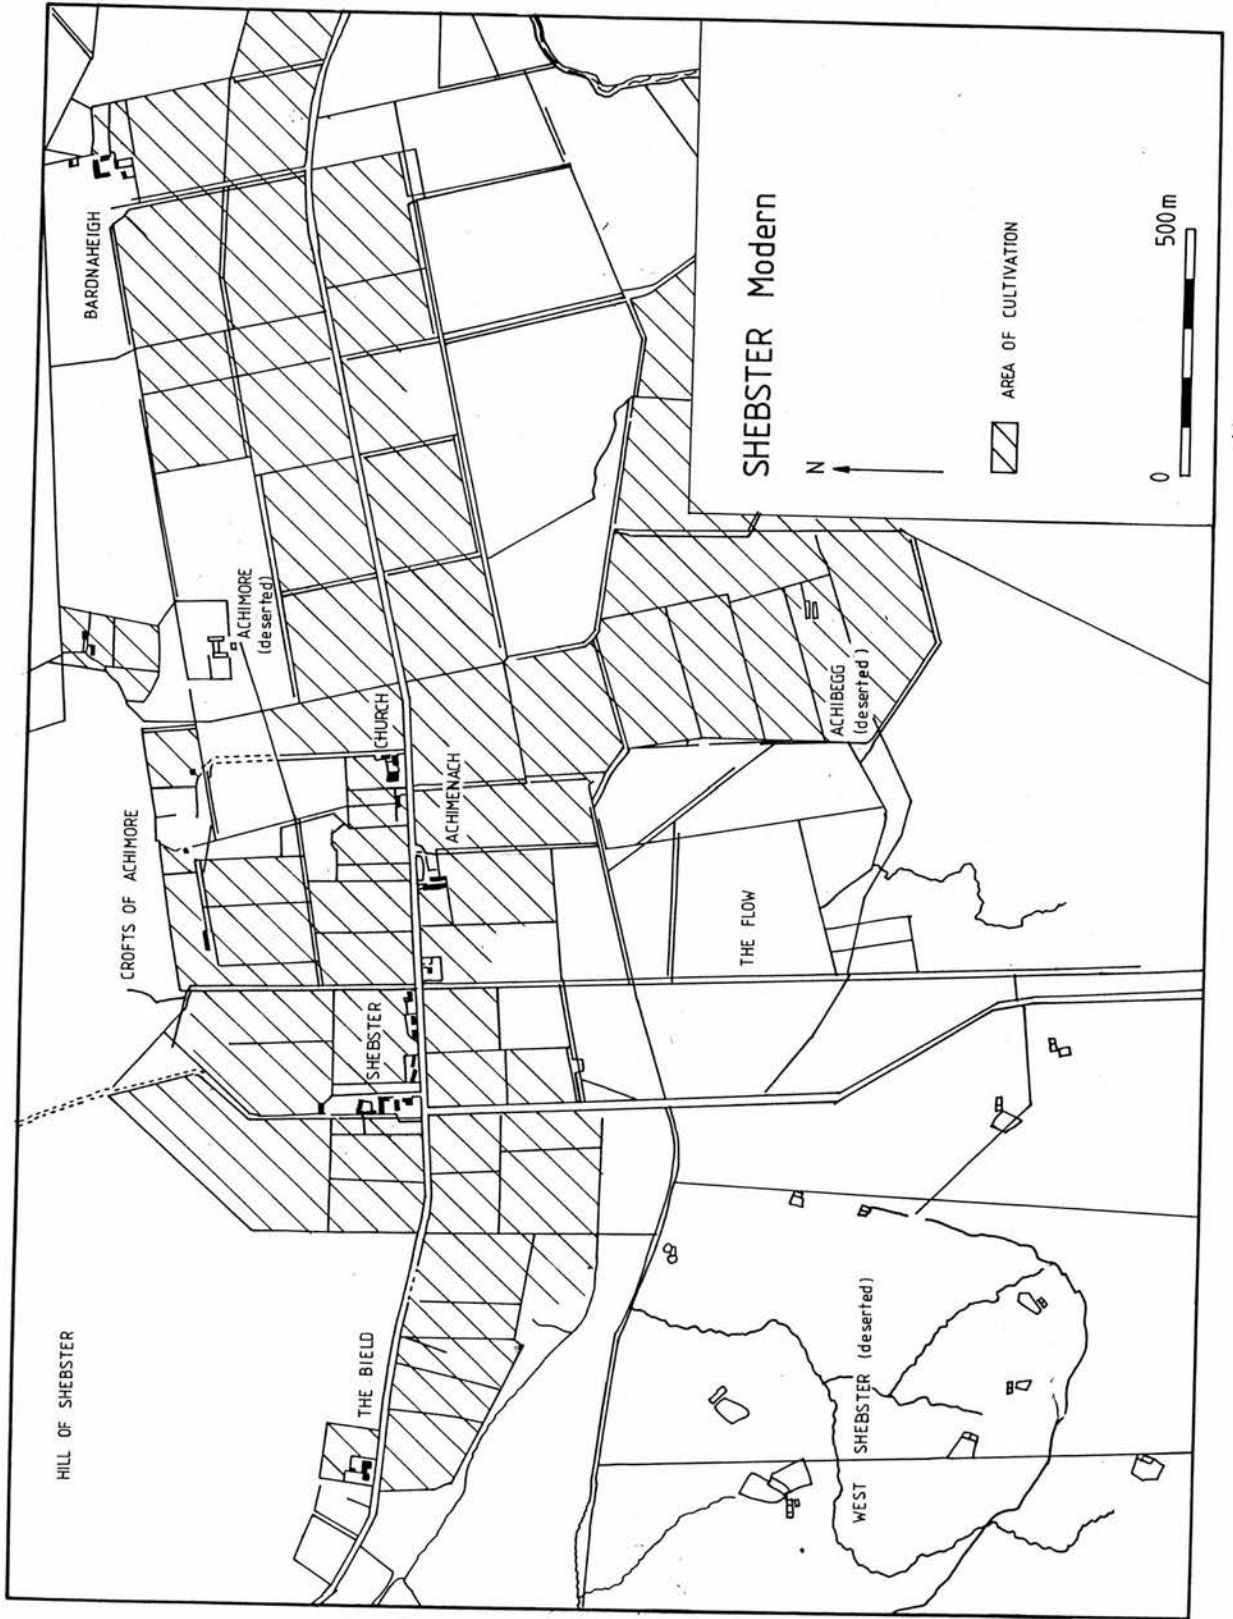 HILL OF SHEBSTER
THE BIELD
SHEBSTER
CROFTS OF ACHIMORE
ACHIMORE
(deserted)
BARDNAHEIGH
CHURCH
ACHIMENACH
THE FLOW
ACHIBEGG
(deserted)
WEST SHEBSTER (deserted)
SHEBSTER Modern
N
AREA OF CULTIVATION
0 500m